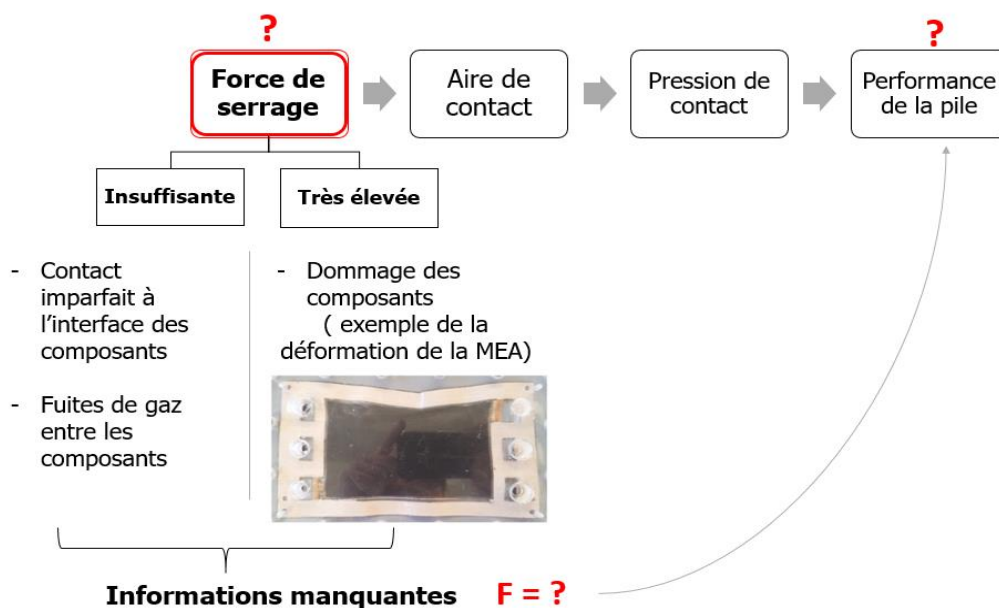 ?
?
Force de
serrage
Aire de
contact
Pression de
contact
Performance
de la pile
Insuffisante
Très élevée
- Contact
imparfait à
l'interface des
composants
- Fuites de gaz
entre les
composants
- Dommage des
composants
( exemple de la
déformation de la MEA)
Informations manquantes F = ?